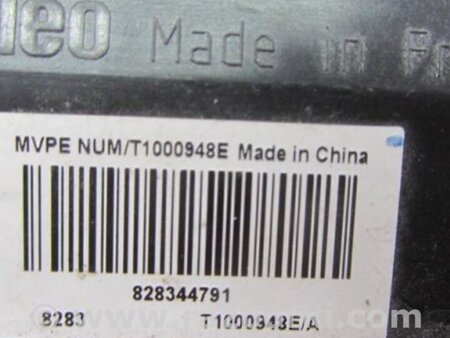 leo Made in Fr
MVPE NUM/T1000948E Made in China
828344791
8283 T1000948E/A